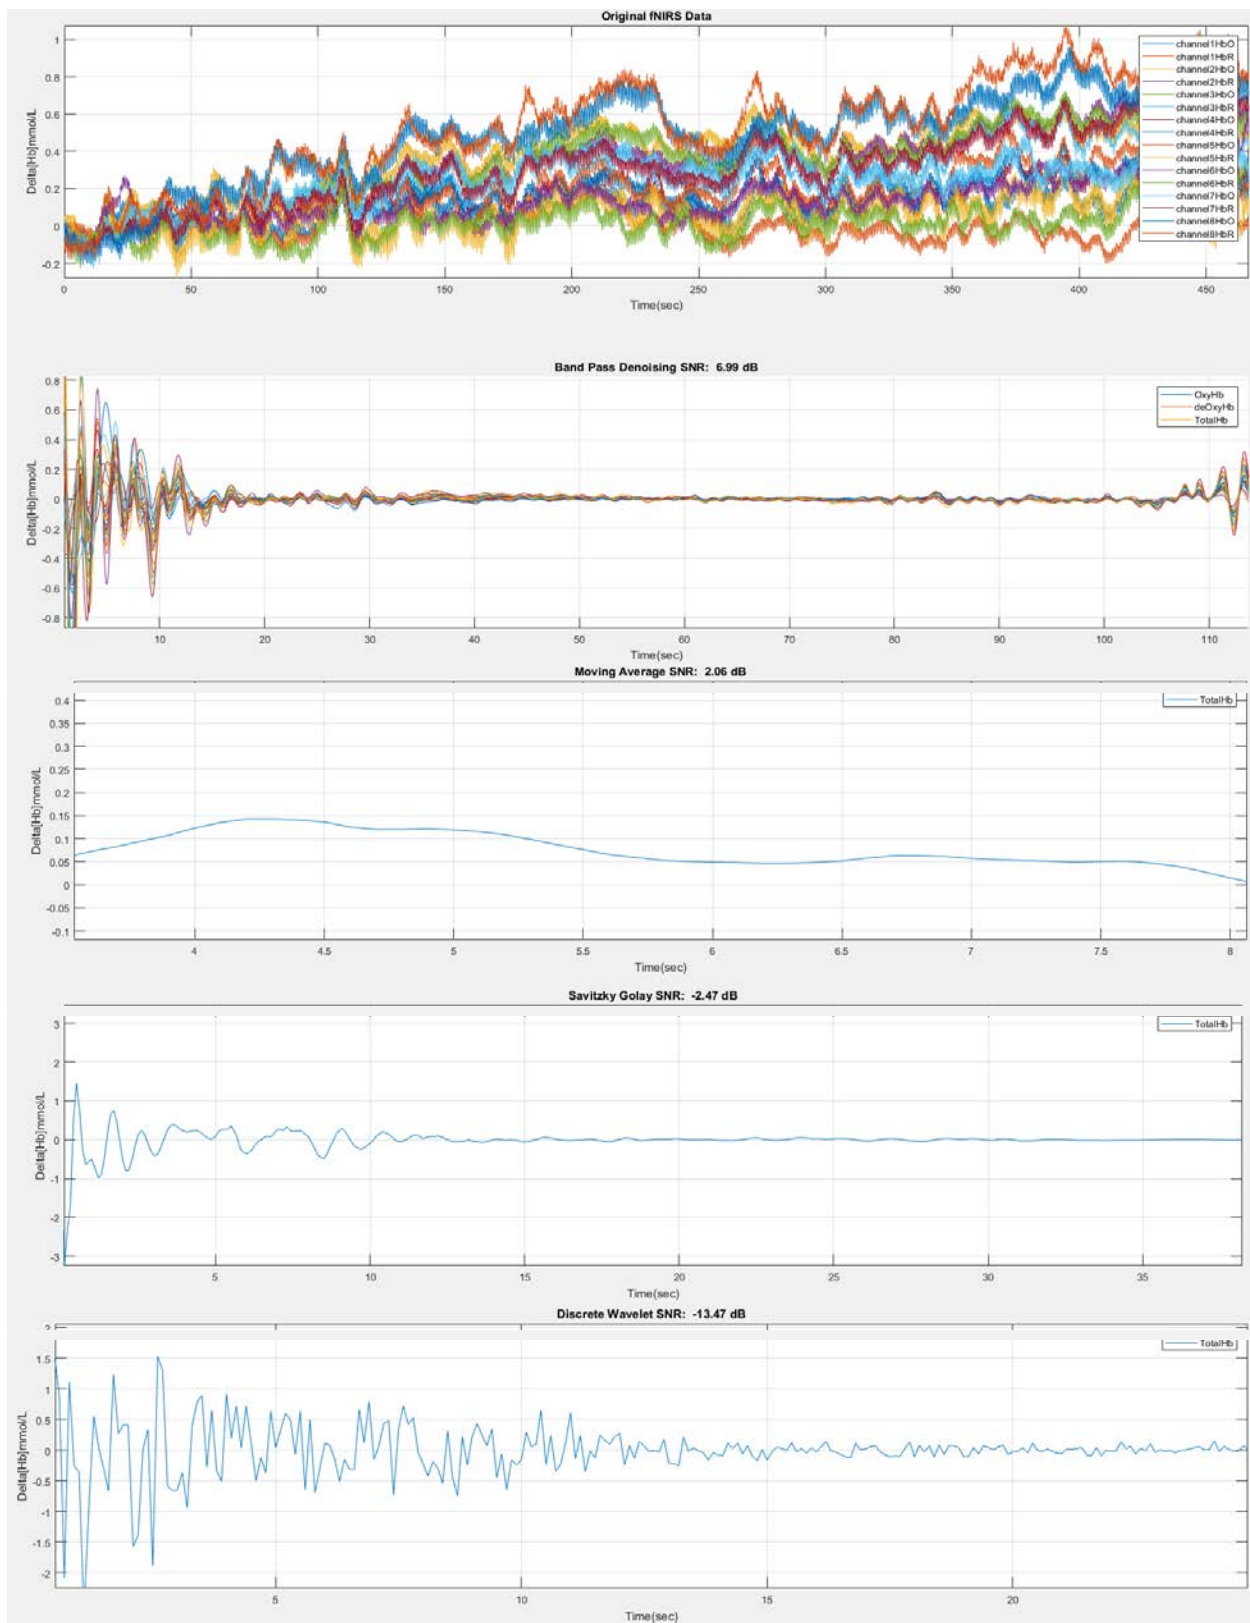 Original fNIRS Data
Delta[Hb]mmol/L
1
0.8
0.6
0.4
0.2
0
-0.2
channel1HbO
channel1HbR
channel2HbO
channel2HbR
channel3HbO
channel3HbR
channel4HbO
channel4HbR
channel5HbO
channel5HbR
channel6HbO
channel6HbR
channel7HbO
channel7HbR
channel8HbO
channel8HbR
0 50 100 150 200 250 300 350 400 450
Time(sec)
Band Pass Denoising SNR: 6.99 dB
Delta[Hb]mmol/L
0.8
0.6
0.4
0.2
0
-0.2
-0.4
-0.6
-0.8
OxyHb
deOxyHb
TotalHb
10 20 30 40 50 60 70 80 90 100 110
Time(sec)
Moving Average SNR: 2.06 dB
Delta[Hb]mmol/L
0.4
0.35
0.3
0.25
0.2
0.15
0.1
0.05
0
-0.05
-0.1
TotalHb
4 4.5 5 5.5 6 6.5 7 7.5 8
Time(sec)
Savitzky Golay SNR: -2.47 dB
Delta[Hb]mmol/L
3
2
1
0
-1
-2
-3
TotalHb
5 10 15 20 25 30 35
Time(sec)
Discrete Wavelet SNR: -13.47 dB
Delta[Hb]mmol/L
1.5
1
0.5
0
-0.5
-1
-1.5
-2
TotalHb
5 10 15 20
Time(sec)